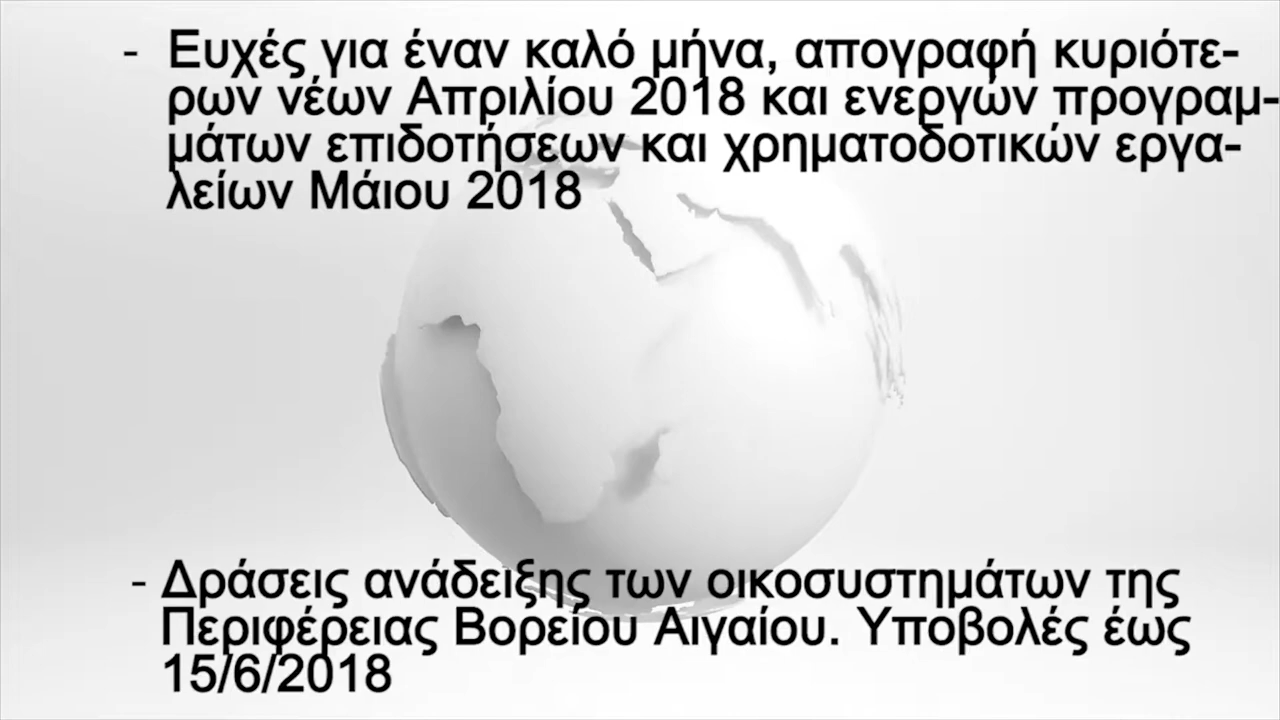 - Ευχές για έναν καλό μήνα, απογραφή κυριότε-
ρων νέων Απριλίου 2018 και ενεργών προγραμ-
μάτων επιδοτήσεων και χρηματοδοτικών εργα-
λείων Μάιου 2018
- Δράσεις ανάδειξης των οικοσυστημάτων της
Περιφέρειας Βορείου Αιγαίου. Υποβολές έως
15/6/2018